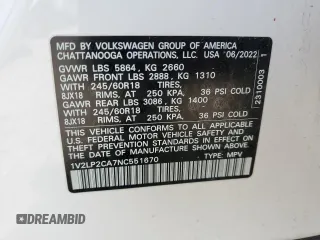 MFD. BY VOLKSWAGEN GROUP OF AMERICA
CHATTANOOGA OPERATIONS, LLC. USA 06/2022
GVWR LBS 5864, KG 2660
GAWR FRONT LBS 2888, KG 1310
WITH 245/60R18 TIRES,
8JX18 RIMS, AT 250 KPA, 36 PSI COLD
GAWR REAR LBS 3086, KG 1400
WITH 245/60R18 TIRES,
8JX18 RIMS, AT 250 KPA, 36 PSI COLD
THIS VEHICLE CONFORMS TO ALL APPLICABLE
FEDERAL MOTOR VEHICLE SAFETY AND THEFT
PREVENTION STANDARDS IN EFFECT ON THE DATE OF
MANUFACTURE SHOWN ABOVE.
1V2LP2CA7NC551670 TYPE: MPV
2310003 1
DEALERSHIP.COM